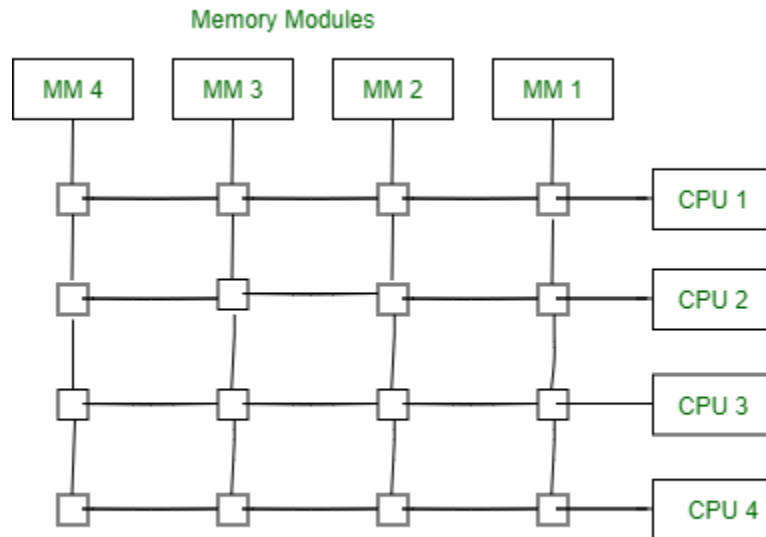 Memory Modules
MM 4
MM 3
MM 2
MM 1
CPU 1
CPU 2
CPU 3
CPU 4